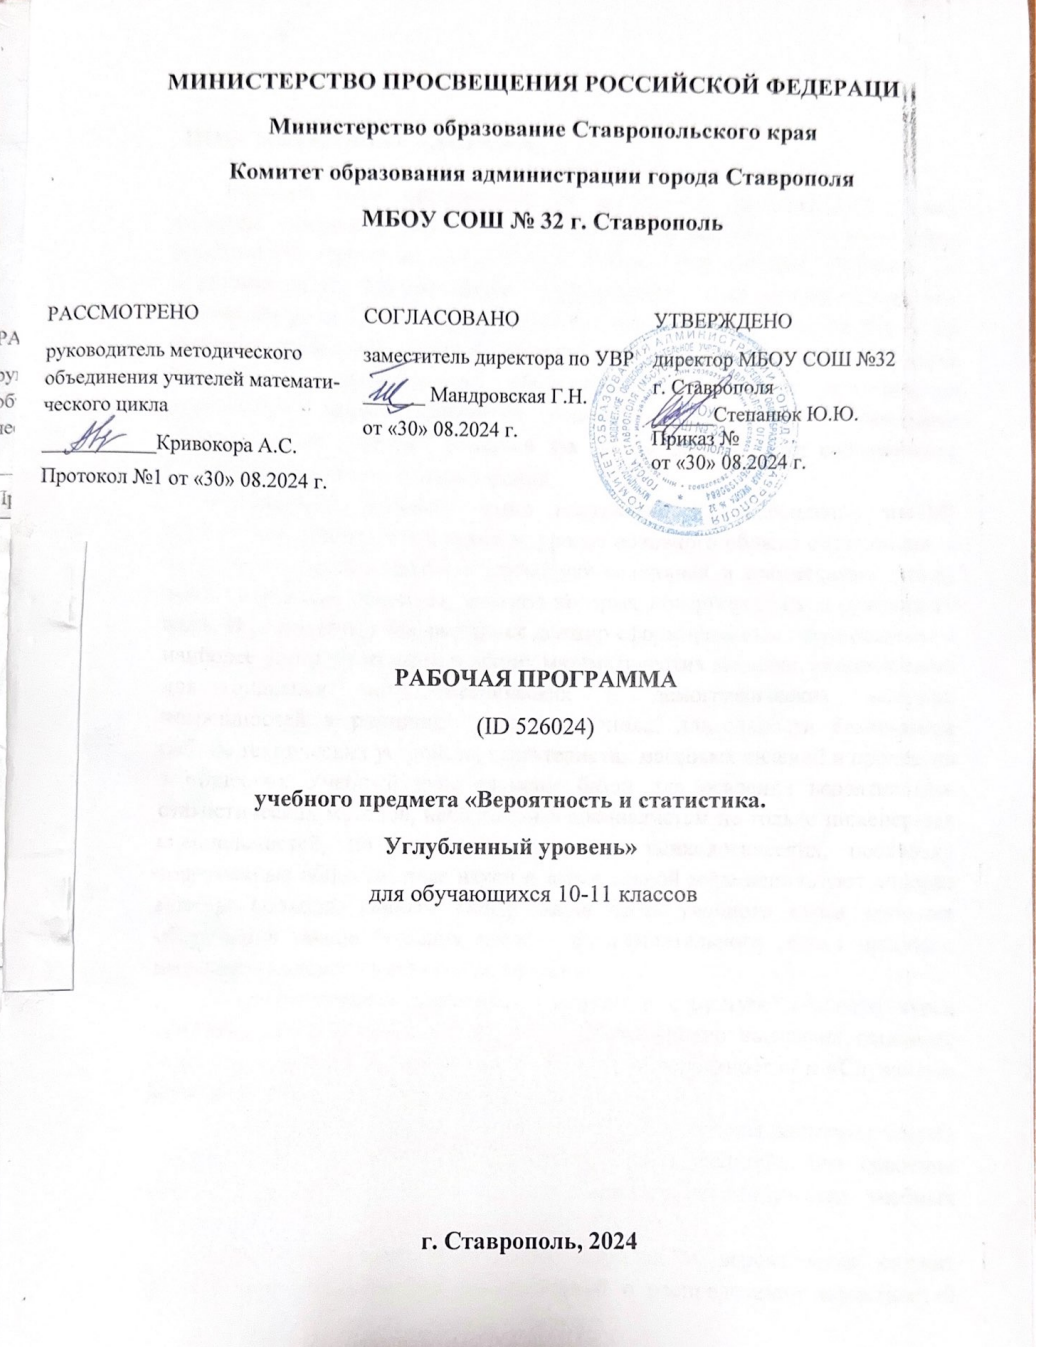 МИНИСТЕРСТВО ПРОСВЕЩЕНИЯ РОССИЙСКОЙ ФЕДЕРАЦИ
Министерство образование Ставропольского края
Комитет образования администрации города Ставрополя
МБОУ СОШ № 32 г. Ставрополь
РАССМОТРЕНО
руководитель методического
объединения учителей математи-
ческого цикла
Кривокора А.С.
Протокол №1 от «30» 08.2024 г.
СОГЛАСОВАНО
заместитель директора по УВР
Мандровская Г.Н.
от «30» 08.2024 г.
УТВЕРЖДЕНО
директор МБОУ СОШ №32
г. Ставрополя
Степанюк Ю.Ю.
Приказ №
от «30» 08.2024 г.
РАБОЧАЯ ПРОГРАММА
(ID 526024)
учебного предмета «Вероятность и статистика.
Углубленный уровень»
для обучающихся 10-11 классов
г. Ставрополь, 2024